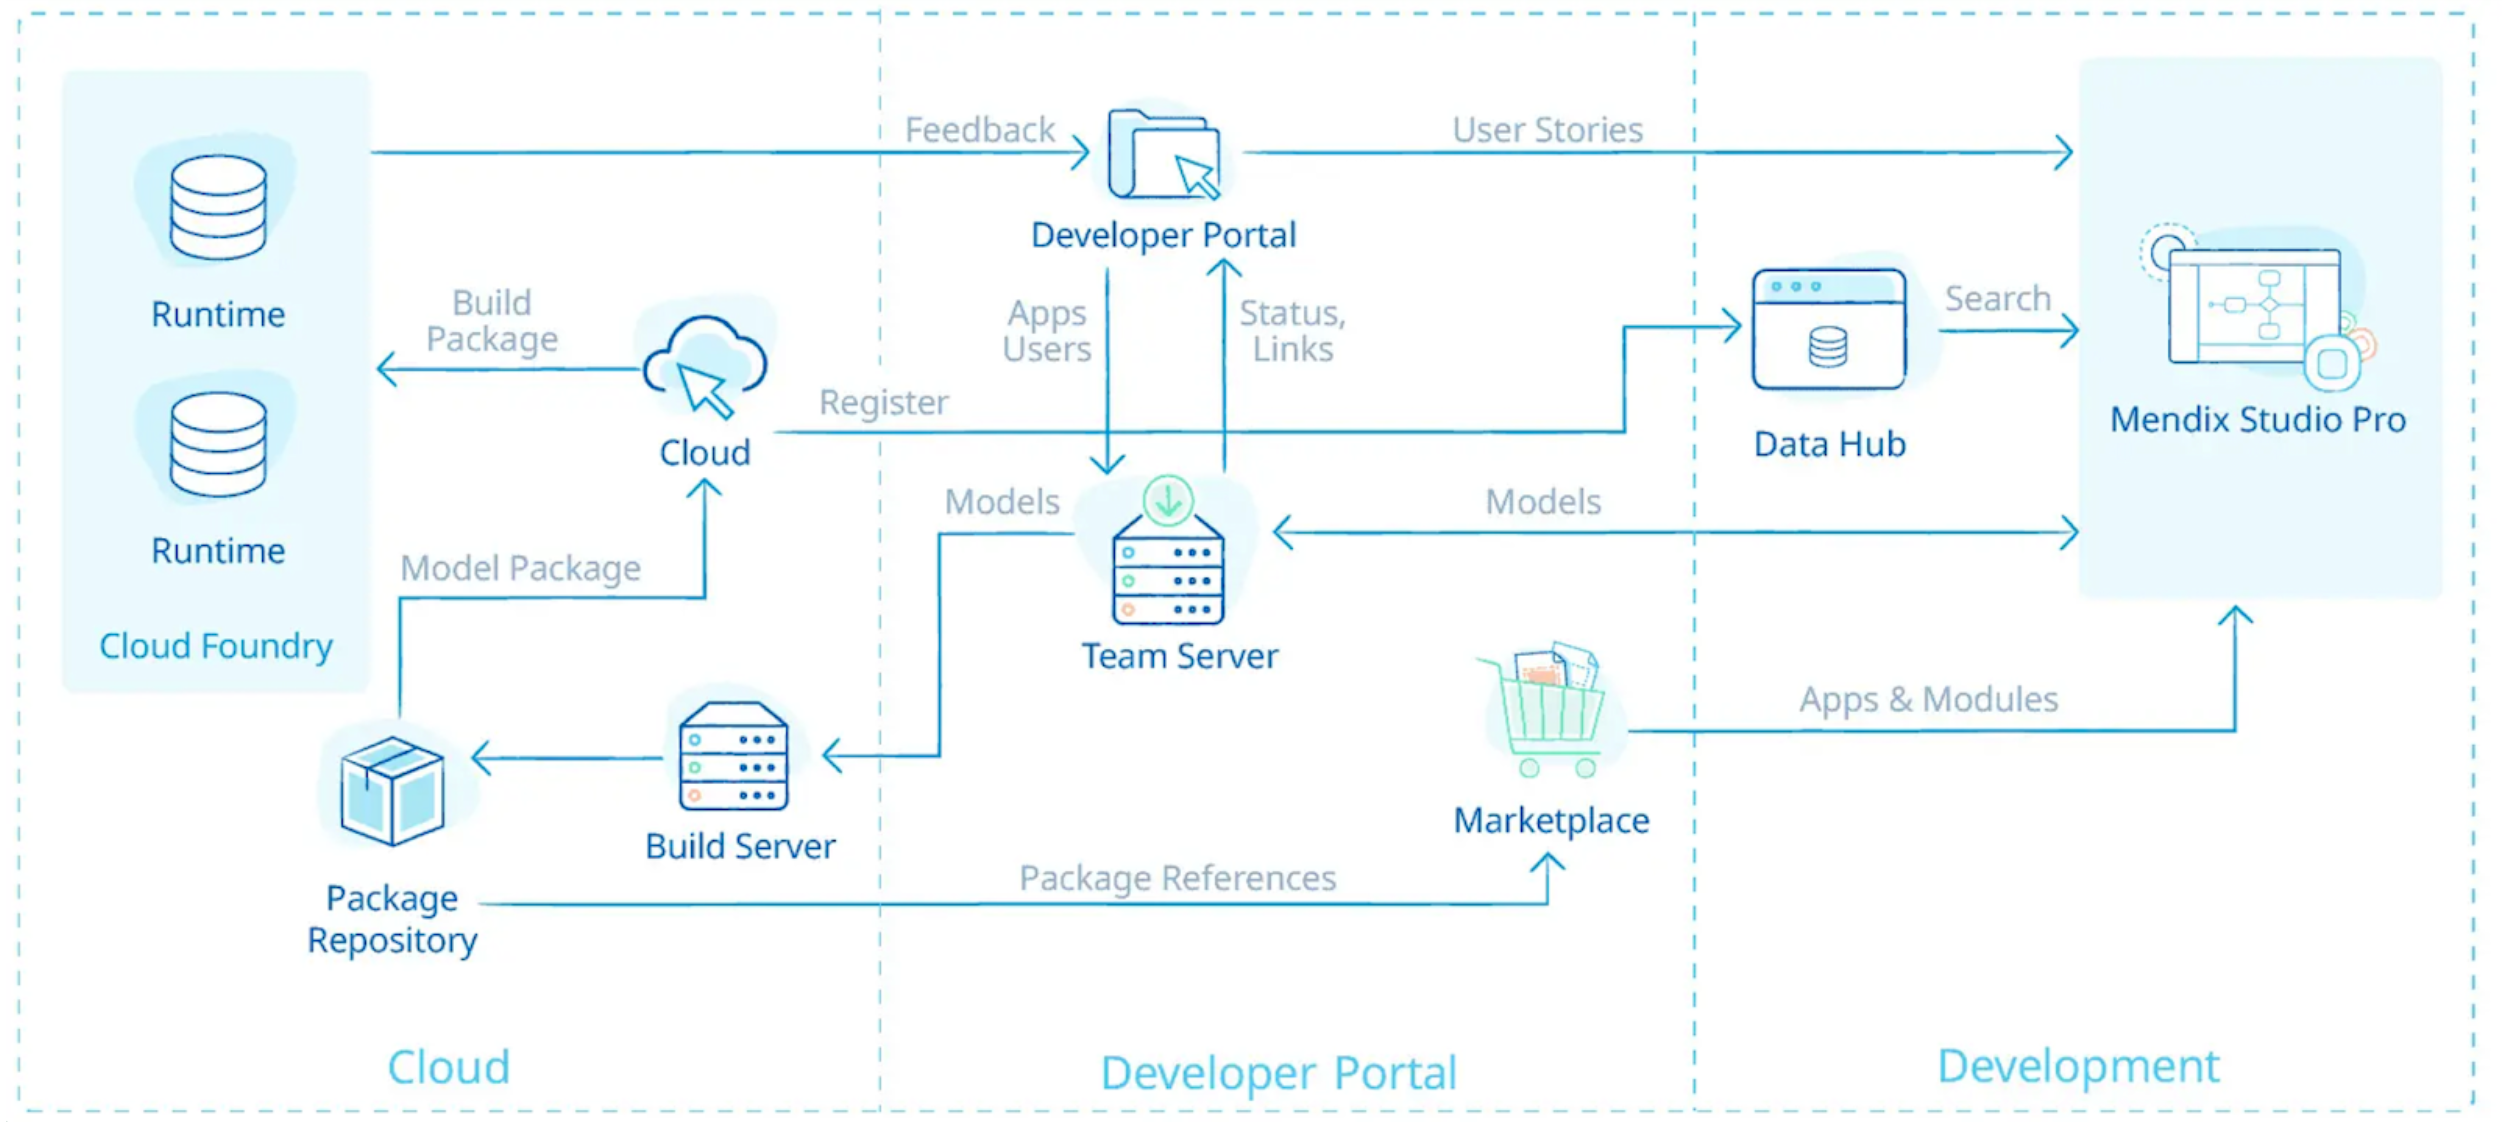 Feedback
User Stories
Developer Portal
Runtime
Build
Package
Apps
Users
Status,
Links
Search
Register
Cloud
Data Hub
Mendix Studio Pro
Models
Models
Runtime
Model Package
Cloud Foundry
Team Server
Apps & Modules
Build Server
Marketplace
Package References
Package
Repository
Cloud
Developer Portal
Development